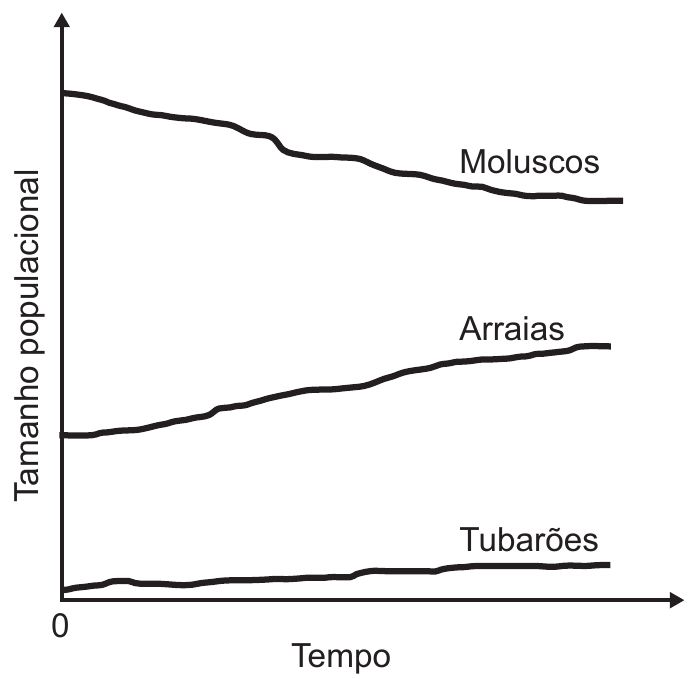 Tamanho populacional
Moluscos
Arraias
Tubarões
0
Tempo